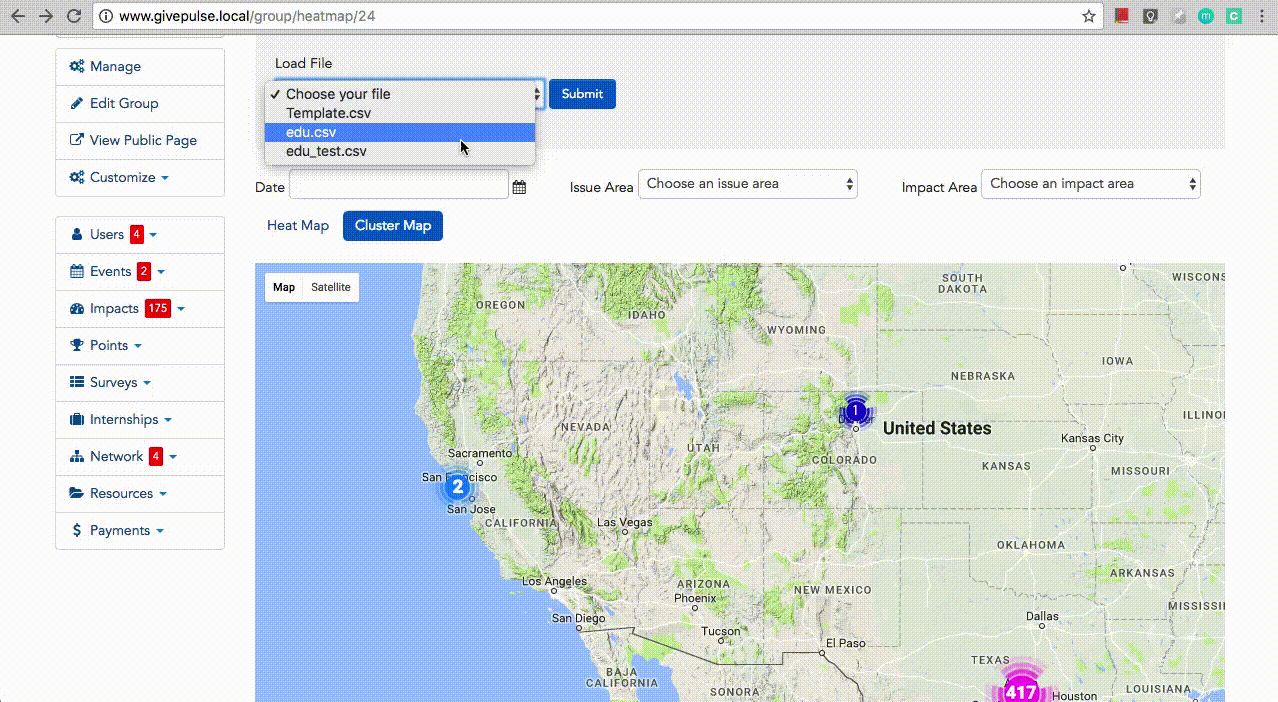 www.givepulse.local/group/heatmap/24
m
C
Manage
Edit Group
View Public Page
Customize
Users 4
Events 2
Impacts 175
Points
Surveys
Internships
Network 4
Resources
Payments
Load File
Choose your file
Template.csv
edu.csv
edu_test.csv
Submit
Date
Issue Area Choose an issue area
Impact Area Choose an impact area
Heat Map Cluster Map
Map Satellite
OREGON
IDAHO
WYOMING
SOUTH
DAKOTA
WISCONS
IOWA
NEBRASKA
ILLINOI
1
United States
NEVADA
UTAH
COLORADO
Kansas City
KANSAS
MISSOURI
Sacramento
2
San Jose
CALIFORNIA
Las Vegas
OKLAHOMA
ARKANSAS
Los Angeles
ARIZONA
Phoenix
NEW MEXICO
San Diego
Tucson
El Paso
Dallas
MISSISSI
TEXAS
417
Houston
LOUISIANA
BAJA
CALIFORNIA
SONORA